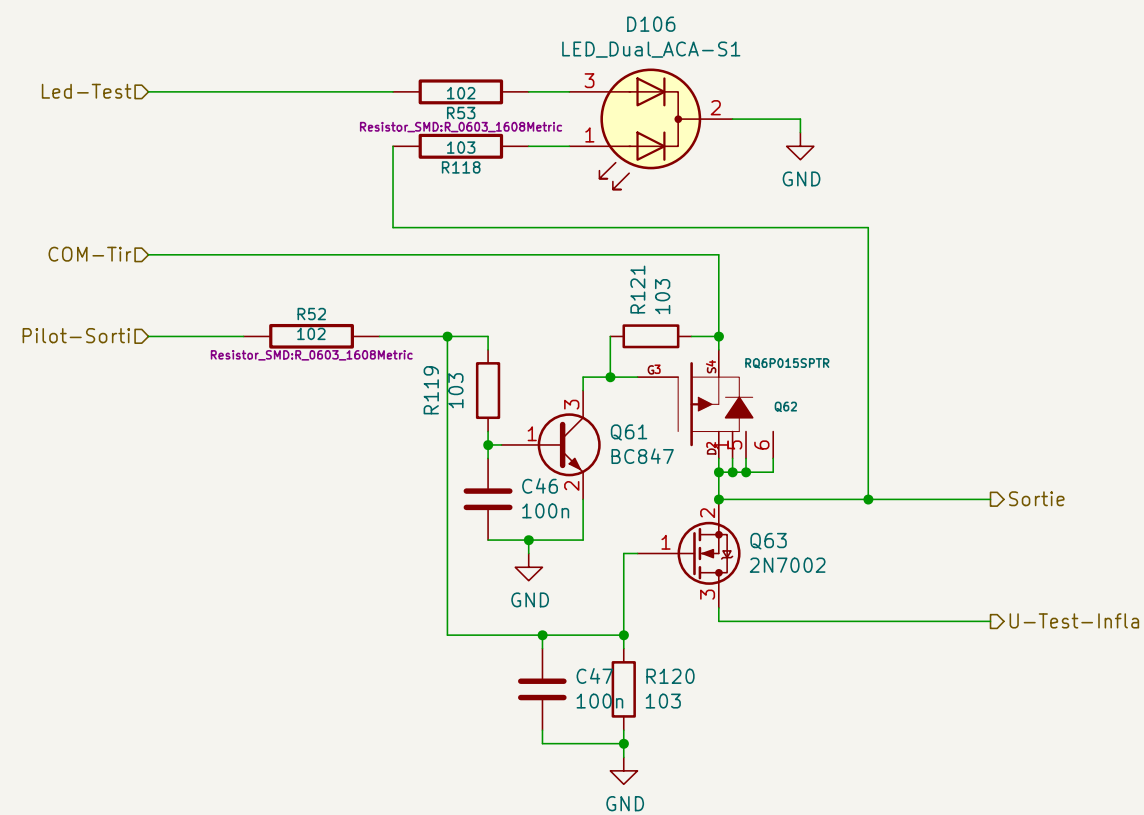 D106
LED_Dual_ACA-S1
Led-Test
102
R53
3
2
Resistor_SMD:R_0603_1608Metric
103
R118
1
GND
COM-Tir
R121
103
Pilot-Sorti
R52
102
Resistor_SMD:R_0603_1608Metric
R119
103
G3
S4
RQ6P015SPTR
Q62
3
1
Q61
BC847
2
D2
1
5
6
C46
100n
Sortie
2
1
Q63
2N7002
3
GND
U-Test-Infla
C47
100n
R120
103
GND